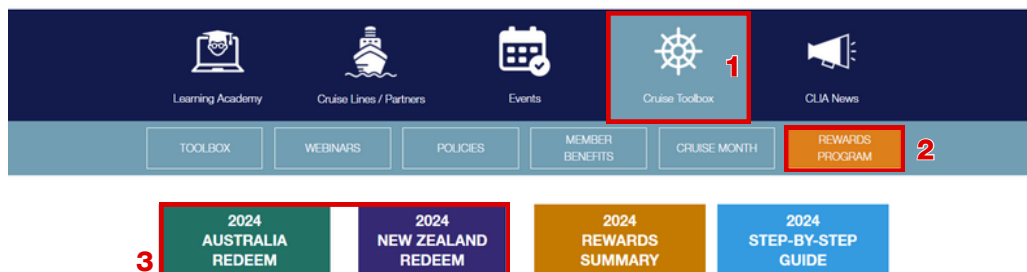 1
Learning Academy
Cruise Lines / Partners
Events
Cruise Toolbox
CLIA News
TOOLBOX
WEBINARS
POLICIES
MEMBER
BENEFITS
CRUISE MONTH
REWARDS
PROGRAM
2
3
2024
AUSTRALIA
REDEEM
2024
NEW ZEALAND
REDEEM
2024
REWARDS
SUMMARY
2024
STEP-BY-STEP
GUIDE